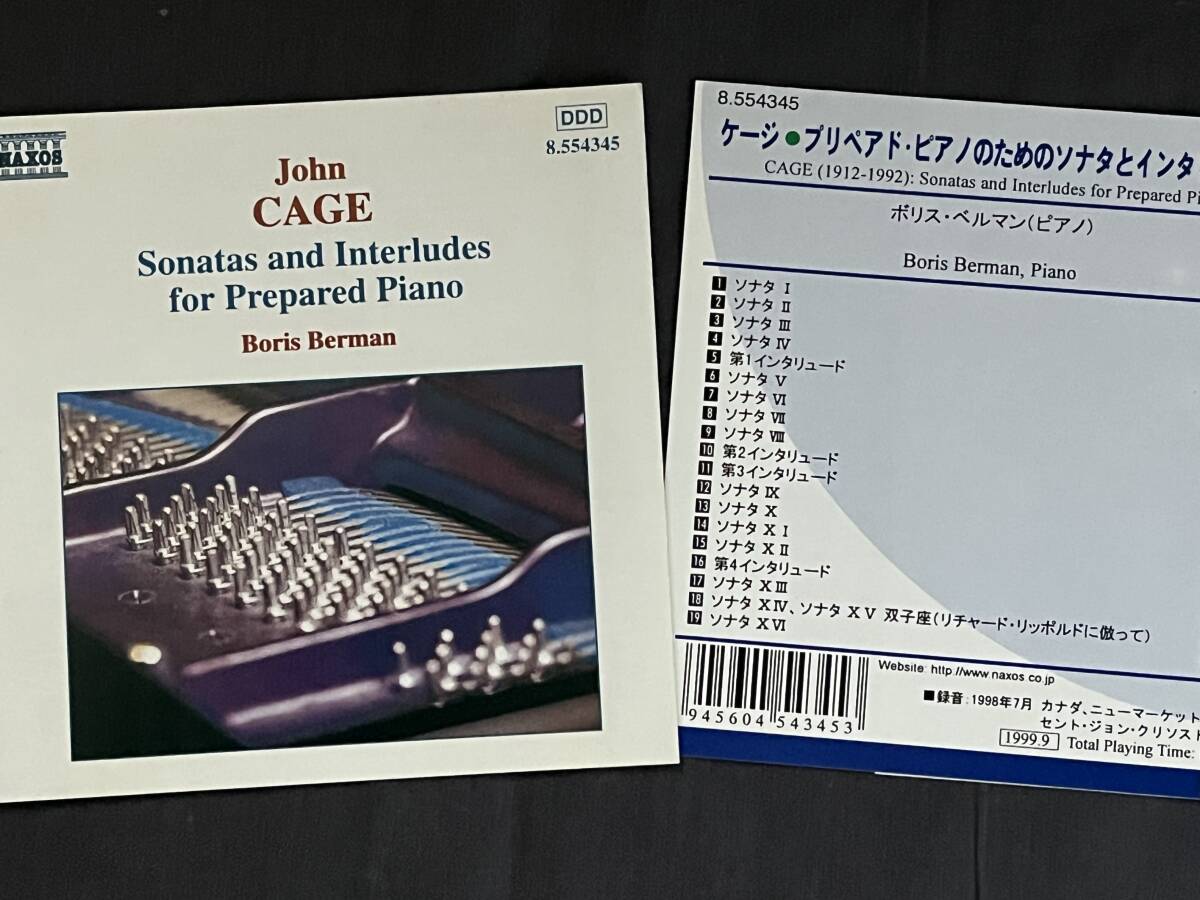 NAXOS
DDD
8.554345
John
CAGE
Sonatas and Interludes
for Prepared Piano
Boris Berman
8.554345
ケージ●プリペアド・ピアノのためのソナタとインタ
CAGE (1912-1992): Sonatas and Interludes for Prepared Pi
ボリス・ベルマン(ピアノ)
Boris Berman, Piano
1 ソナタ Ⅰ
2 ソナタ Ⅱ
3 ソナタ Ⅲ
4 ソナタ Ⅳ
5 第1インタリュード
6 ソナタ Ⅴ
7 ソナタ Ⅵ
8 ソナタ Ⅶ
9 ソナタ Ⅷ
10 第2インタリュード
11 第3インタリュード
12 ソナタ Ⅸ
13 ソナタ Ⅹ
14 ソナタ ⅩⅠ
15 ソナタ ⅩⅡ
16 第4インタリュード
17 ソナタ ⅩⅢ
18 ソナタ ⅩⅣ、ソナタ ⅩⅤ 双子座(リチャード・リッポルドに倣って)
19 ソナタ ⅩⅥ
945604 543453
Website: http://www.naxos.co.jp
■録音:1998年7月 カナダ、ニューマーケット
セント・ジョン・クリソスト
1999.9 Total Playing Time: